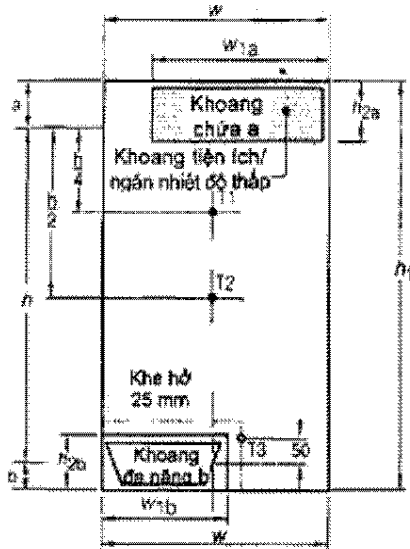 w
w1a
a
h2a
Khoang
chứa a
Khoang tiện ích/
ngăn nhiệt độ thấp
h/4
T1
h/2
h
h1
T2
Khe hở
25 mm
T3
50
h2b
b
Khoang
đa năng b
w1b
w